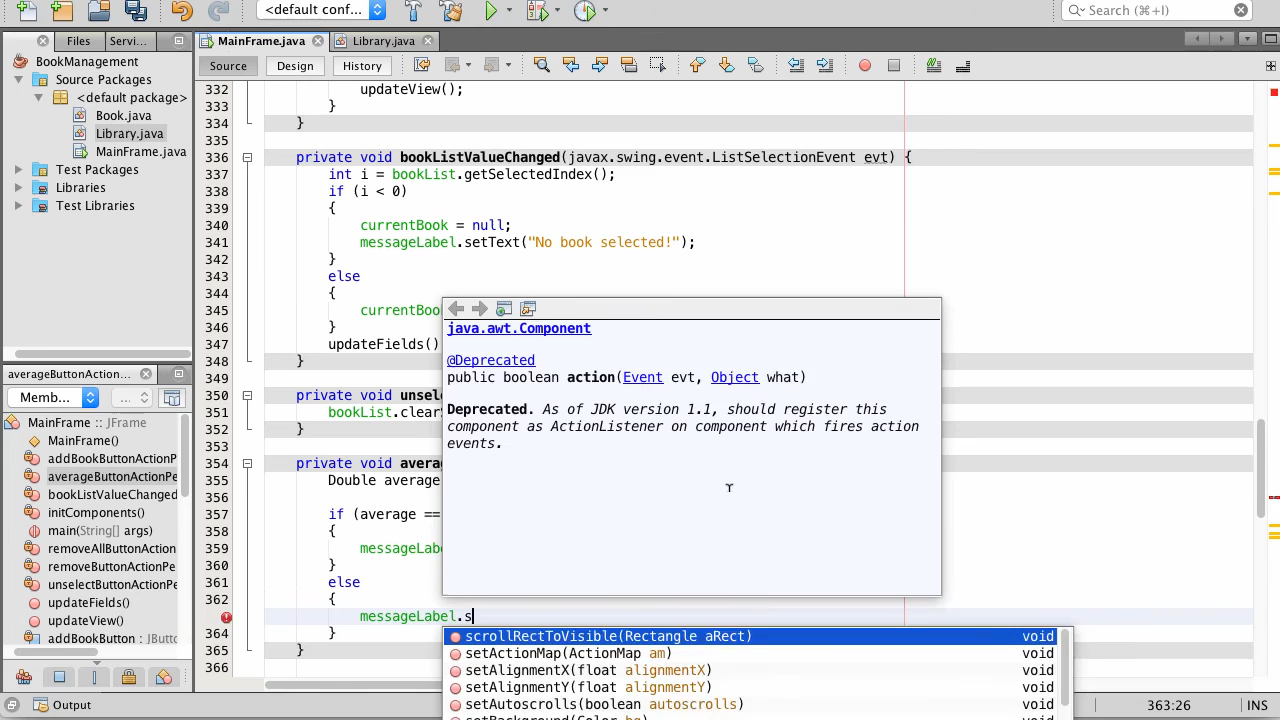 <default conf...
Search (⌘+I)
Files
Servi...
MainFrame.java
Library.java
Source
Design
History
BookManagement
Source Packages
<default package>
Book.java
Library.java
MainFrame.java
Test Packages
Libraries
Test Libraries
332 updateView();
333 }
334 }
335
336 private void bookListValueChanged(javax.swing.event.ListSelectionEvent evt) {
337 int i = bookList.getSelectedIndex();
338 if (i < 0)
339 {
340 currentBook = null;
341 messageLabel.setText("No book selected!");
342 }
343 else
344 {
345 currentBoo
346 }
347 updateFields()
348 }
349
350 private void unsel
351 bookList.clearS
352 }
353
354 private void avera
355 Double average
356
357 if (average ==
358 {
359 messageLab
360 }
361 else
362 {
messageLabel.s
364 }
365 }
366
java.awt.Component
@Deprecated
public boolean action(Event evt, Object what)
Deprecated. As of JDK version 1.1, should register this
component as ActionListener on component which fires action
events.
scrollRectToVisible(Rectangle aRect) void
setActionMap(ActionMap am) void
setAlignmentX(float alignmentX) void
setAlignmentY(float alignmentY) void
setAutoscrolls(boolean autoscrolls) void
setBackground(Color bg) void
averageButtonAction...
Memb...
...
MainFrame :: JFrame
MainFrame()
addBookButtonActionP
averageButtonActionPe
bookListValueChanged
initComponents()
main(String[] args)
removeAllButtonAction
removeButtonActionPe
unselectButtonActionPe
updateFields()
updateView()
addBookButton : JButto
Output
363:26
INS